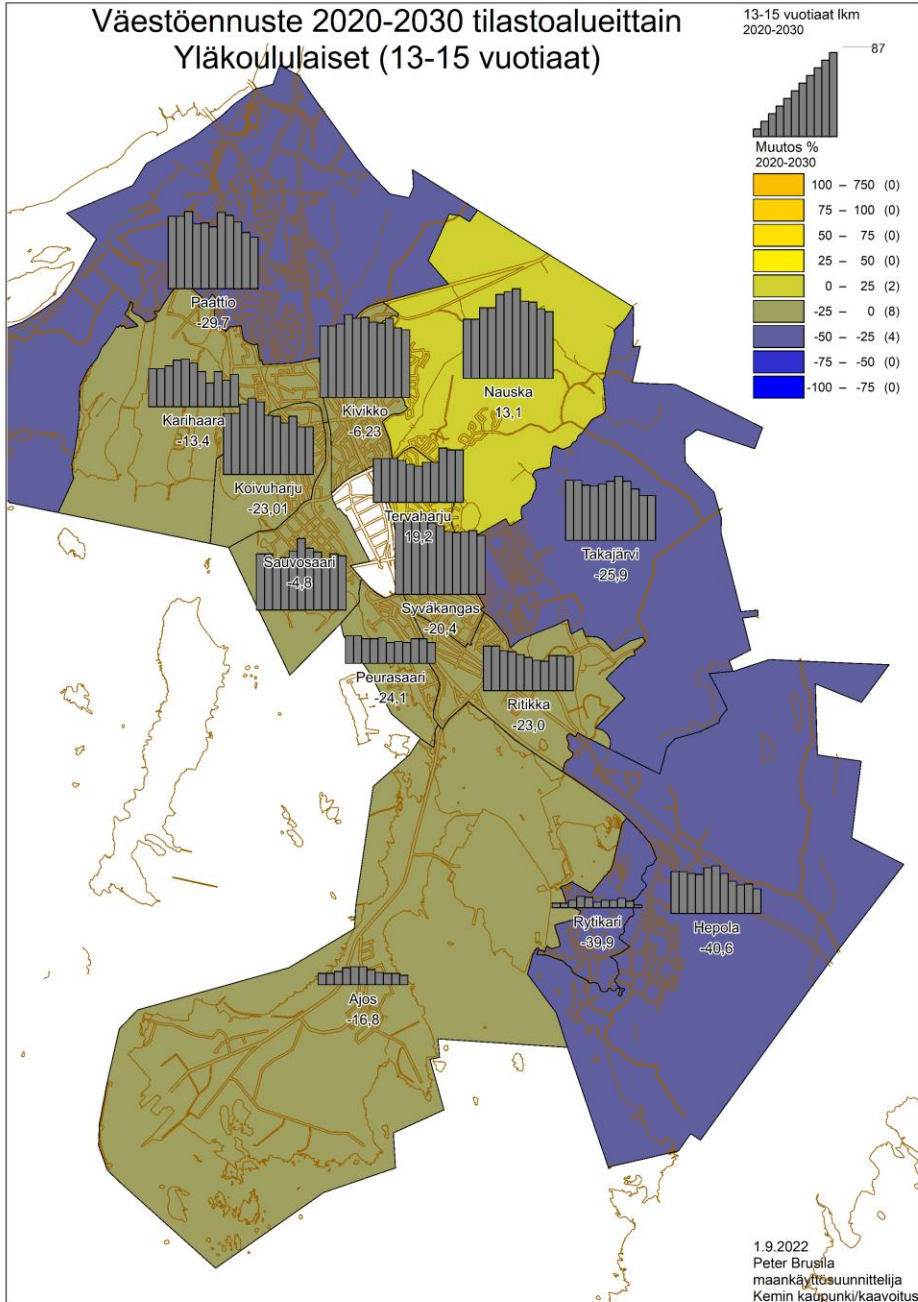 Väestöennuste 2020-2030 tilastoalueittain
Yläkoululaiset (13-15 vuotiaat)
13-15 vuotiaat lkm
2020-2030
87
Muutos %
2020-2030
100 – 750 (0)
75 – 100 (0)
50 – 75 (0)
25 – 50 (0)
0 – 25 (2)
-25 – 0 (8)
-50 – -25 (4)
-75 – -50 (0)
-100 – -75 (0)
Paattio
-29,7
Kivikko
-6,23
Nauska
13,1
Karihaara
-13,4
Koivuharju
-23,01
Tervaharju
19,2
Takajärvi
-25,9
Sauvosaari
-4,8
Syväkangas
-20,4
Peurasaari
-24,1
Ritikka
-23,0
Rytikari
-39,9
Hepola
-40,6
Ajos
-16,8
1.9.2022
Peter Brusila
maankäyttösuunnittelija
Kemin kaupunki/kaavoitus